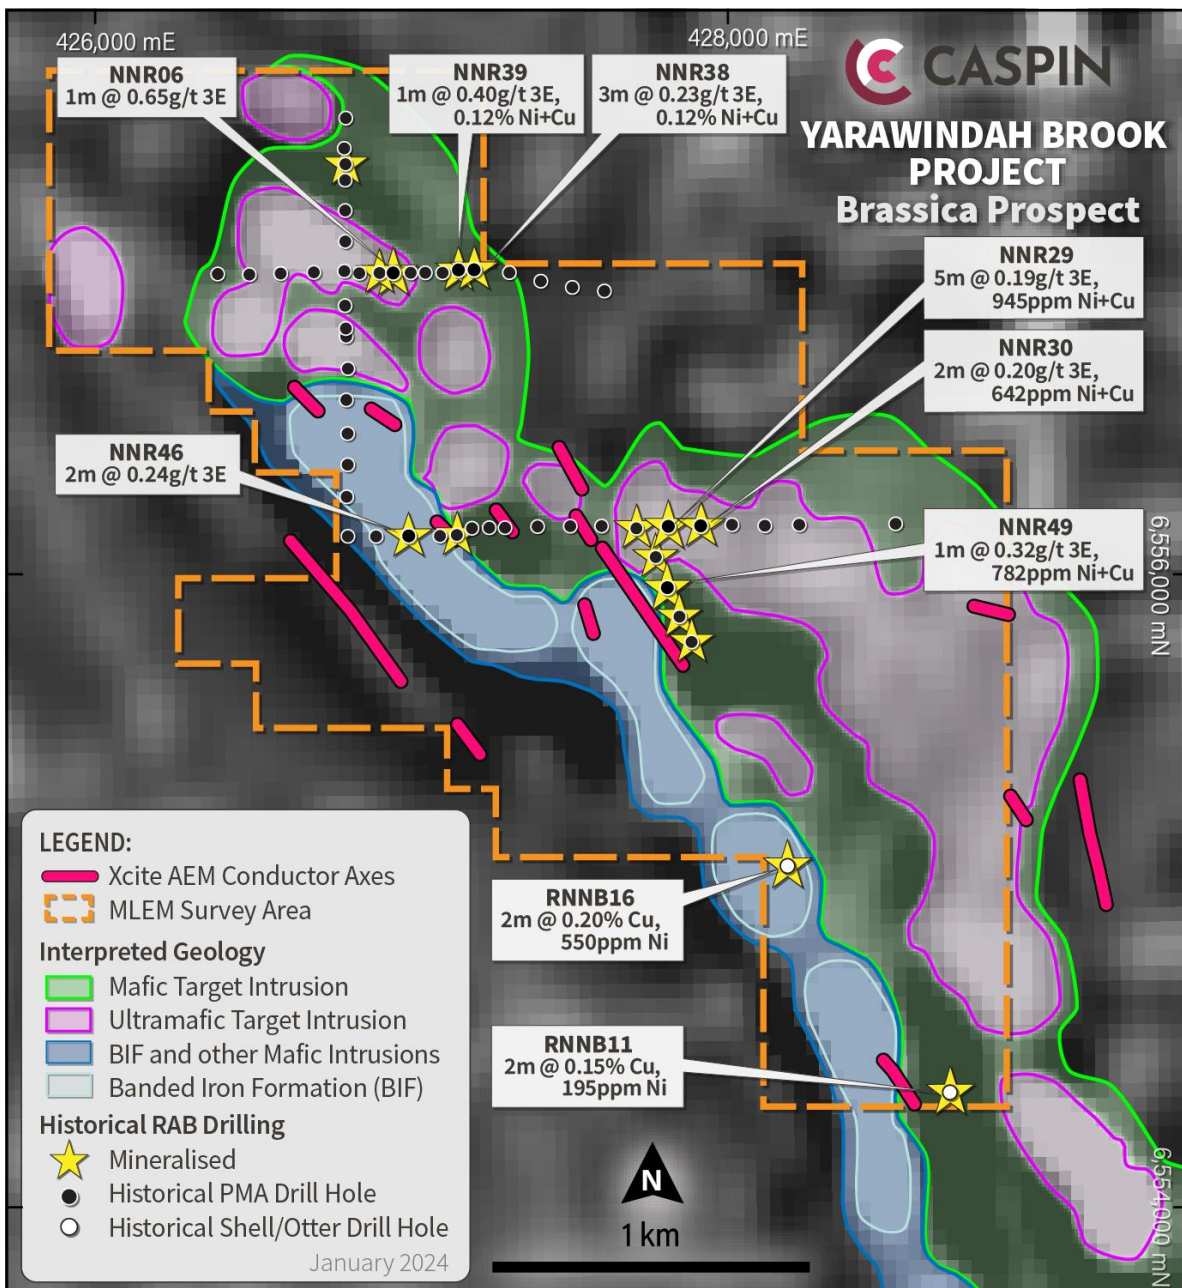 426,000 mE
428,000 mE
CASPIN
YARAWINDAH BROOK
PROJECT
Brassica Prospect
NNR06
1m @ 0.65g/t 3E
NNR39
1m @ 0.40g/t 3E,
0.12% Ni+Cu
NNR38
3m @ 0.23g/t 3E,
0.12% Ni+Cu
NNR29
5m @ 0.19g/t 3E,
945ppm Ni+Cu
NNR30
2m @ 0.20g/t 3E,
642ppm Ni+Cu
NNR46
2m @ 0.24g/t 3E
NNR49
1m @ 0.32g/t 3E,
782ppm Ni+Cu
6,556,000 mN
RNNB16
2m @ 0.20% Cu,
550ppm Ni
RNNB11
2m @ 0.15% Cu,
195ppm Ni
6,554,000 mN
LEGEND:
Xcite AEM Conductor Axes
MLEM Survey Area
Interpreted Geology
Mafic Target Intrusion
Ultramafic Target Intrusion
BIF and other Mafic Intrusions
Banded Iron Formation (BIF)
Historical RAB Drilling
Mineralised
Historical PMA Drill Hole
Historical Shell/Otter Drill Hole
January 2024
N
1 km